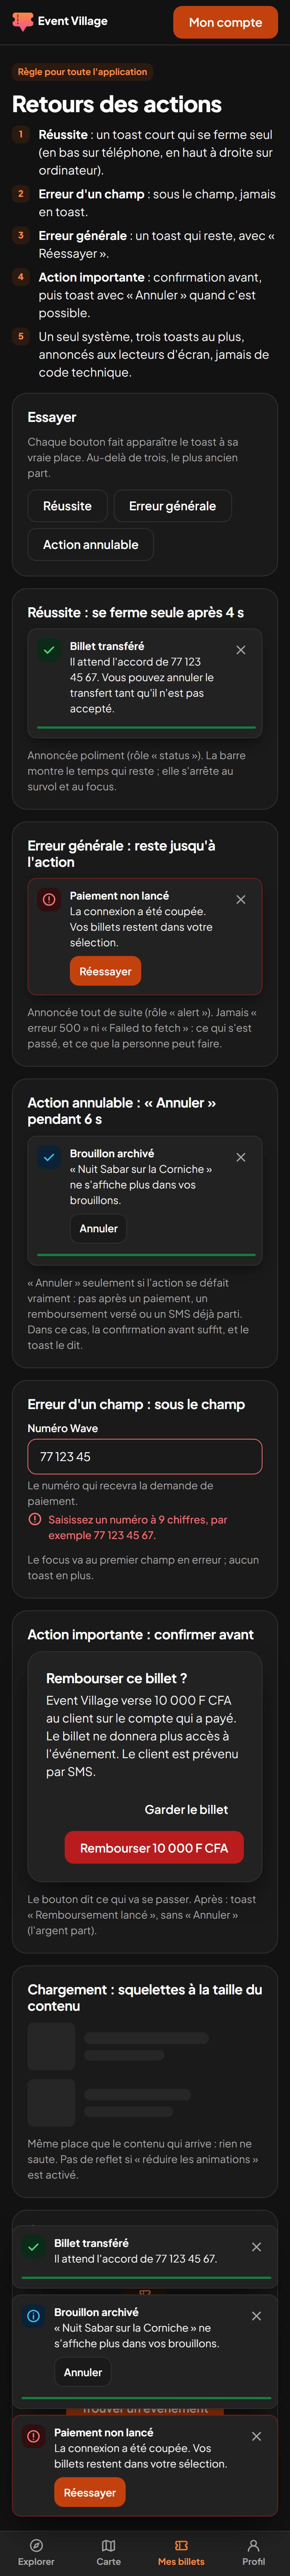 Event Village
Mon compte
Règle pour toute l'application
Retours des actions
1 Réussite : un toast court qui se ferme seul
(en bas sur téléphone, en haut à droite sur
ordinateur).
2 Erreur d'un champ : sous le champ, jamais
en toast.
3 Erreur générale : un toast qui reste, avec «
Réessayer ».
4 Action importante : confirmation avant,
puis toast avec « Annuler » quand c'est
possible.
5 Un seul système, trois toasts au plus,
annoncés aux lecteurs d'écran, jamais de
code technique.
Essayer
Chaque bouton fait apparaître le toast à sa
vraie place. Au-delà de trois, le plus ancien
part.
Réussite
Erreur générale
Action annulable
Réussite : se ferme seule après 4 s
Billet transféré
Il attend l'accord de 77 123
45 67. Vous pouvez annuler le
transfert tant qu'il n'est pas
accepté.
Annoncée poliment (rôle « status »). La barre
montre le temps qui reste ; elle s'arrête au
survol et au focus.
Erreur générale : reste jusqu'à
l'action
Paiement non lancé
La connexion a été coupée.
Vos billets restent dans votre
sélection.
Réessayer
Annoncée tout de suite (rôle « alert »). Jamais «
erreur 500 » ni « Failed to fetch » : ce qui s'est
passé, et ce que la personne peut faire.
Action annulable : « Annuler »
pendant 6 s
Brouillon archivé
« Nuit Sabar sur la Corniche »
ne s'affiche plus dans vos
brouillons.
Annuler
« Annuler » seulement si l'action se défait
vraiment : pas après un paiement, un
remboursement versé ou un SMS déjà parti.
Dans ce cas, la confirmation avant suffit, et le
toast le dit.
Erreur d'un champ : sous le champ
Numéro Wave
77 123 45
Le numéro qui recevra la demande de
paiement.
Saisissez un numéro à 9 chiffres, par
exemple 77 123 45 67.
Le focus va au premier champ en erreur ; aucun
toast en plus.
Action importante : confirmer avant
Rembourser ce billet ?
Event Village verse 10 000 F CFA
au client sur le compte qui a payé.
Le billet ne donnera plus accès à
l'événement. Le client est prévenu
par SMS.
Garder le billet
Rembourser 10 000 F CFA
Le bouton dit ce qui va se passer. Après : toast
« Remboursement lancé », sans « Annuler »
(l'argent part).
Chargement : squelettes à la taille du
contenu
Même place que le contenu qui arrive : rien ne
saute. Pas de reflet si « réduire les animations »
est activé.
Billet transféré
Il attend l'accord de 77 123 45 67.
Brouillon archivé
« Nuit Sabar sur la Corniche » ne
s'affiche plus dans vos brouillons.
Annuler
Trouver un événement
Paiement non lancé
La connexion a été coupée. Vos
billets restent dans votre sélection.
Réessayer
Explorer
Carte
Mes billets
Profil